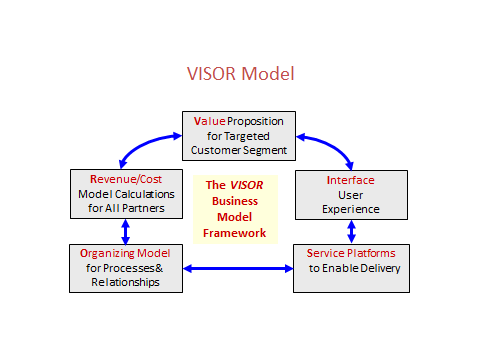 VISOR Model
Value Proposition
for Targeted
Customer Segment
Revenue/Cost
Model Calculations
for All Partners
The VISOR
Business
Model
Framework
Interface
User
Experience
Organizing Model
for Processes&
Relationships
Service Platforms
to Enable Delivery